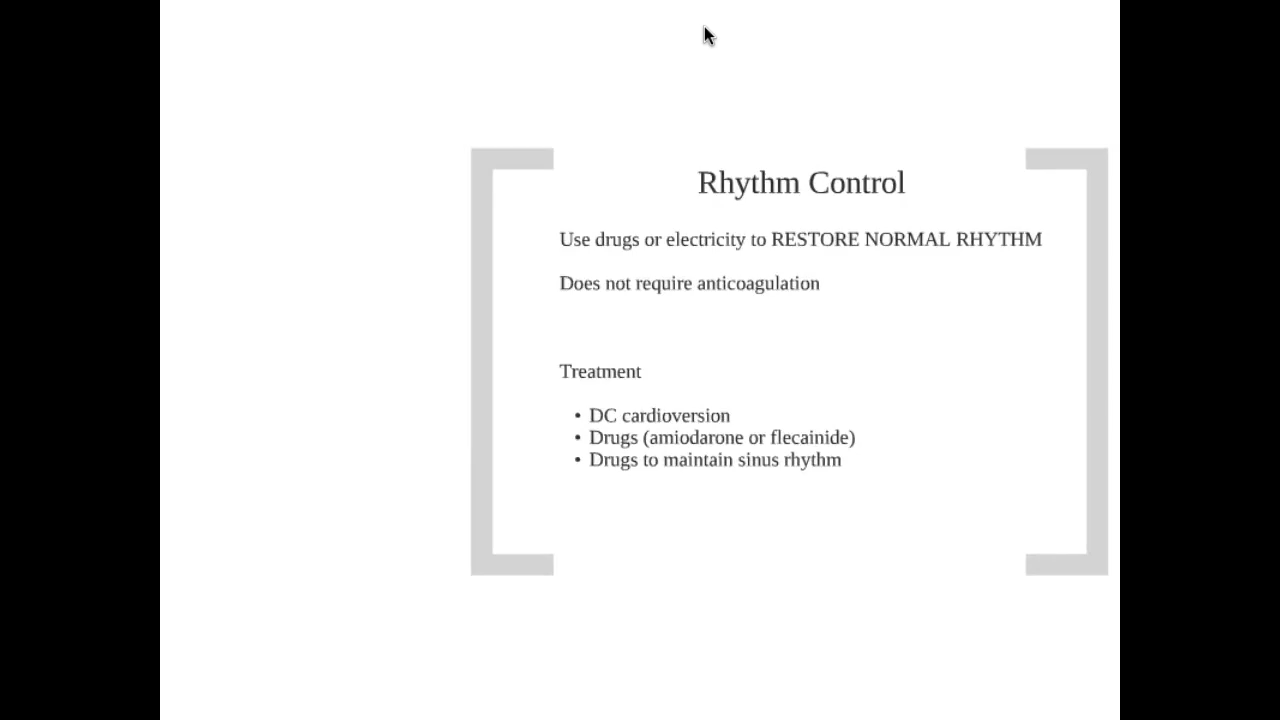 Rhythm Control
Use drugs or electricity to RESTORE NORMAL RHYTHM
Does not require anticoagulation
Treatment
• DC cardioversion
• Drugs (amiodarone or flecainide)
• Drugs to maintain sinus rhythm